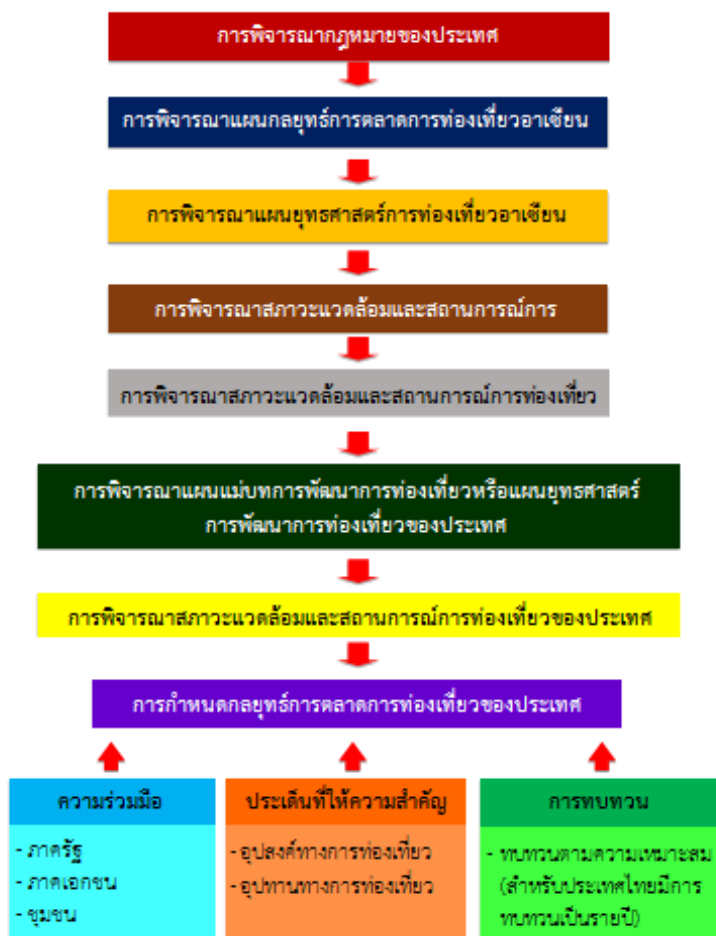 การพิจารณากฎหมายของประเทศ
การพิจารณาแผนกลยุทธ์การตลาดการท่องเที่ยวอาเซียน
การพิจารณาแผนยุทธศาสตร์การท่องเที่ยวอาเซียน
การพิจารณาสภาวะแวดล้อมและสถานการณ์การ
การพิจารณาสภาวะแวดล้อมและสถานการณ์การท่องเที่ยว
การพิจารณาแผนแม่บทการพัฒนาการท่องเที่ยวหรือแผนยุทธศาสตร์
การพัฒนาการท่องเที่ยวของประเทศ
การพิจารณาสภาวะแวดล้อมและสถานการณ์การท่องเที่ยวของประเทศ
การกำหนดกลยุทธ์การตลาดการท่องเที่ยวของประเทศ
ความร่วมมือ
- ภาครัฐ
- ภาคเอกชน
- ชุมชน
ประเด็นที่ให้ความสำคัญ
- อุปสงค์ทางการท่องเที่ยว
- อุปทานทางการท่องเที่ยว
การทบทวน
- ทบทวนตามความเหมาะสม
(สำหรับประเทศไทยมีการ
ทบทวนเป็นรายปี)